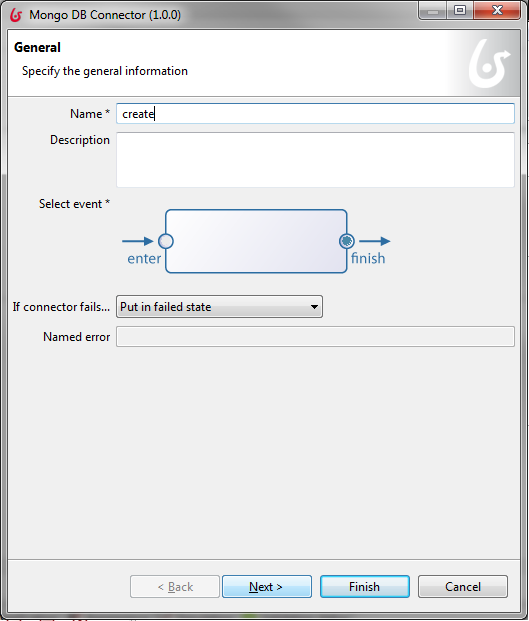 Mongo DB Connector (1.0.0)
General
Specify the general information
Name * create
Description
Select event *
enter finish
If connector fails... Put in failed state
Named error
< Back Next > Finish Cancel